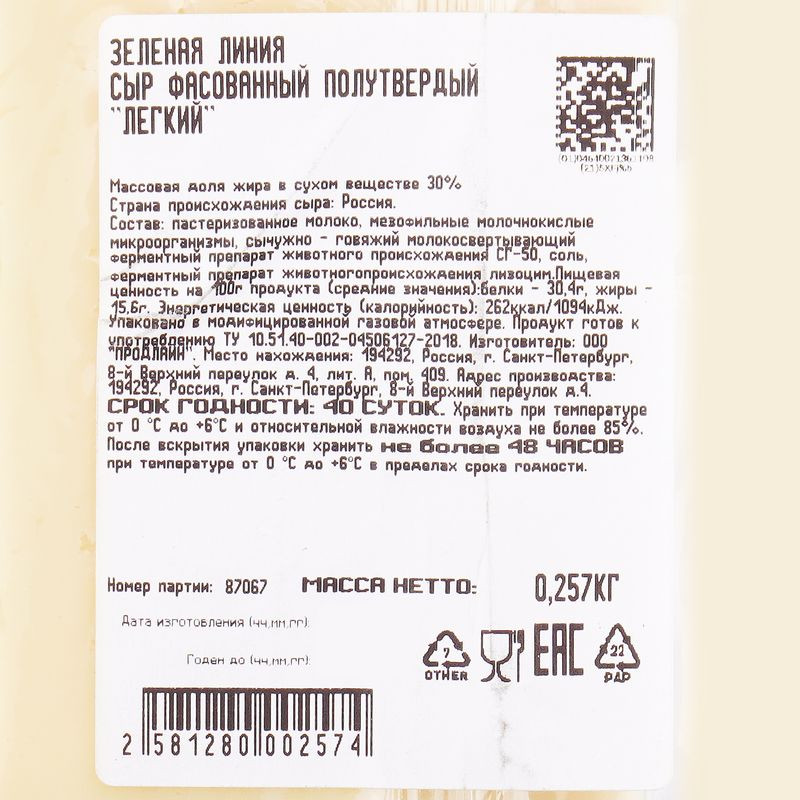 ЗЕЛЕНАЯ ЛИНИЯ
СЫР ФАСОВАННЫЙ ПОЛУТВЕРДЫЙ
"ЛЕГКИЙ"
Массовая доля жира в сухом веществе 30%
Страна происхождения сыра: Россия.
Состав: пастеризованное молоко, мезофильные молочнокислые
микроорганизмы, сычужно - говяжий молокосвертывающий
ферментный препарат животного происхождения СГ-50, соль,
ферментный препарат животногопроисхождения лизоцим.Пищевая
ценность на 100г продукта (средние значения):белки - 30,4г, жиры -
15,6г. Энергетическая ценность (калорийность): 262ккал/1094кДж.
Упаковано в модифицированной газовой атмосфере. Продукт готов к
употреблению ТУ 10.51.40-002-04506127-2018. Изготовитель: ООО
"ПРОДЛАЙН". Место нахождения: 194292, Россия, г. Санкт-Петербург,
8-й Верхний переулок д. 4, лит. А, пом. 409. Адрес производства:
194292, Россия, г. Санкт-Петербург, 8-й Верхний переулок д.4.
СРОК ГОДНОСТИ: 40 СУТОК. Хранить при температуре
от 0 °С до +6°С и относительной влажности воздуха не более 85%.
После вскрытия упаковки хранить не более 48 ЧАСОВ
при температуре от 0 °С до +6°С в пределах срока годности.
Номер партии: 87067 МАССА НЕТТО: 0,257КГ
Дата изготовления (чч,мм,гг):
Годен до (чч,мм,гг):
7 OTHER EAC 22 PAP
2 581280 002574